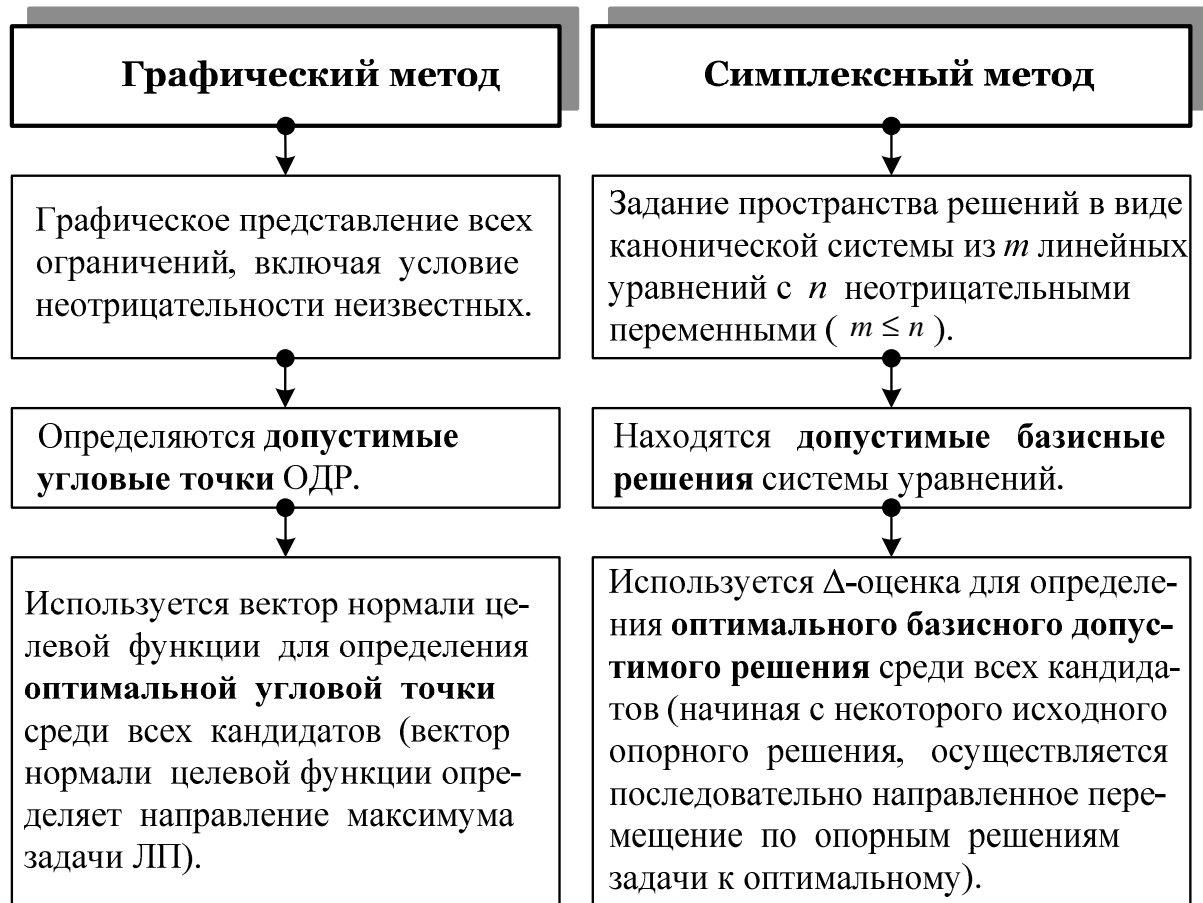 Графический метод
Графическое представление всех
ограничений, включая условие
неотрицательности неизвестных.
Определяются допустимые
угловые точки ОДР.
Используется вектор нормали це-
левой функции для определения
оптимальной угловой точки
среди всех кандидатов (вектор
нормали целевой функции опре-
деляет направление максимума
задачи ЛП).
Симплексный метод
Задание пространства решений в виде
канонической системы из m линейных
уравнений с n неотрицательными
переменными ( m ≤ n ).
Находятся допустимые базисные
решения системы уравнений.
Используется Δ-оценка для определе-
ния оптимального базисного допус-
тимого решения среди всех кандида-
тов (начиная с некоторого исходного
опорного решения, осуществляется
последовательно направленное пере-
мещение по опорным решениям
задачи к оптимальному).